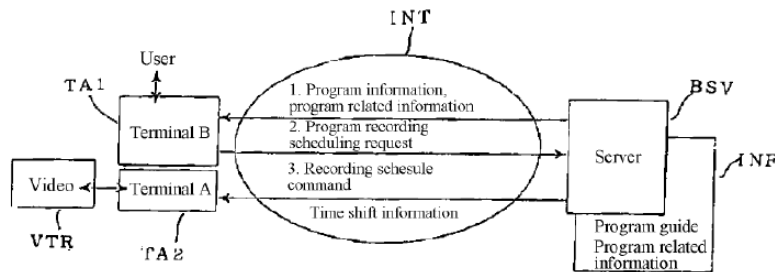 INT
User
TA1
1. Program information,
program related information
BSV
Terminal B
2. Program recording
scheduling request
Server
INF
Video
Terminal A
3. Recording schesule
command
Time shift information
VTR
TA2
Program guide
Program related
information